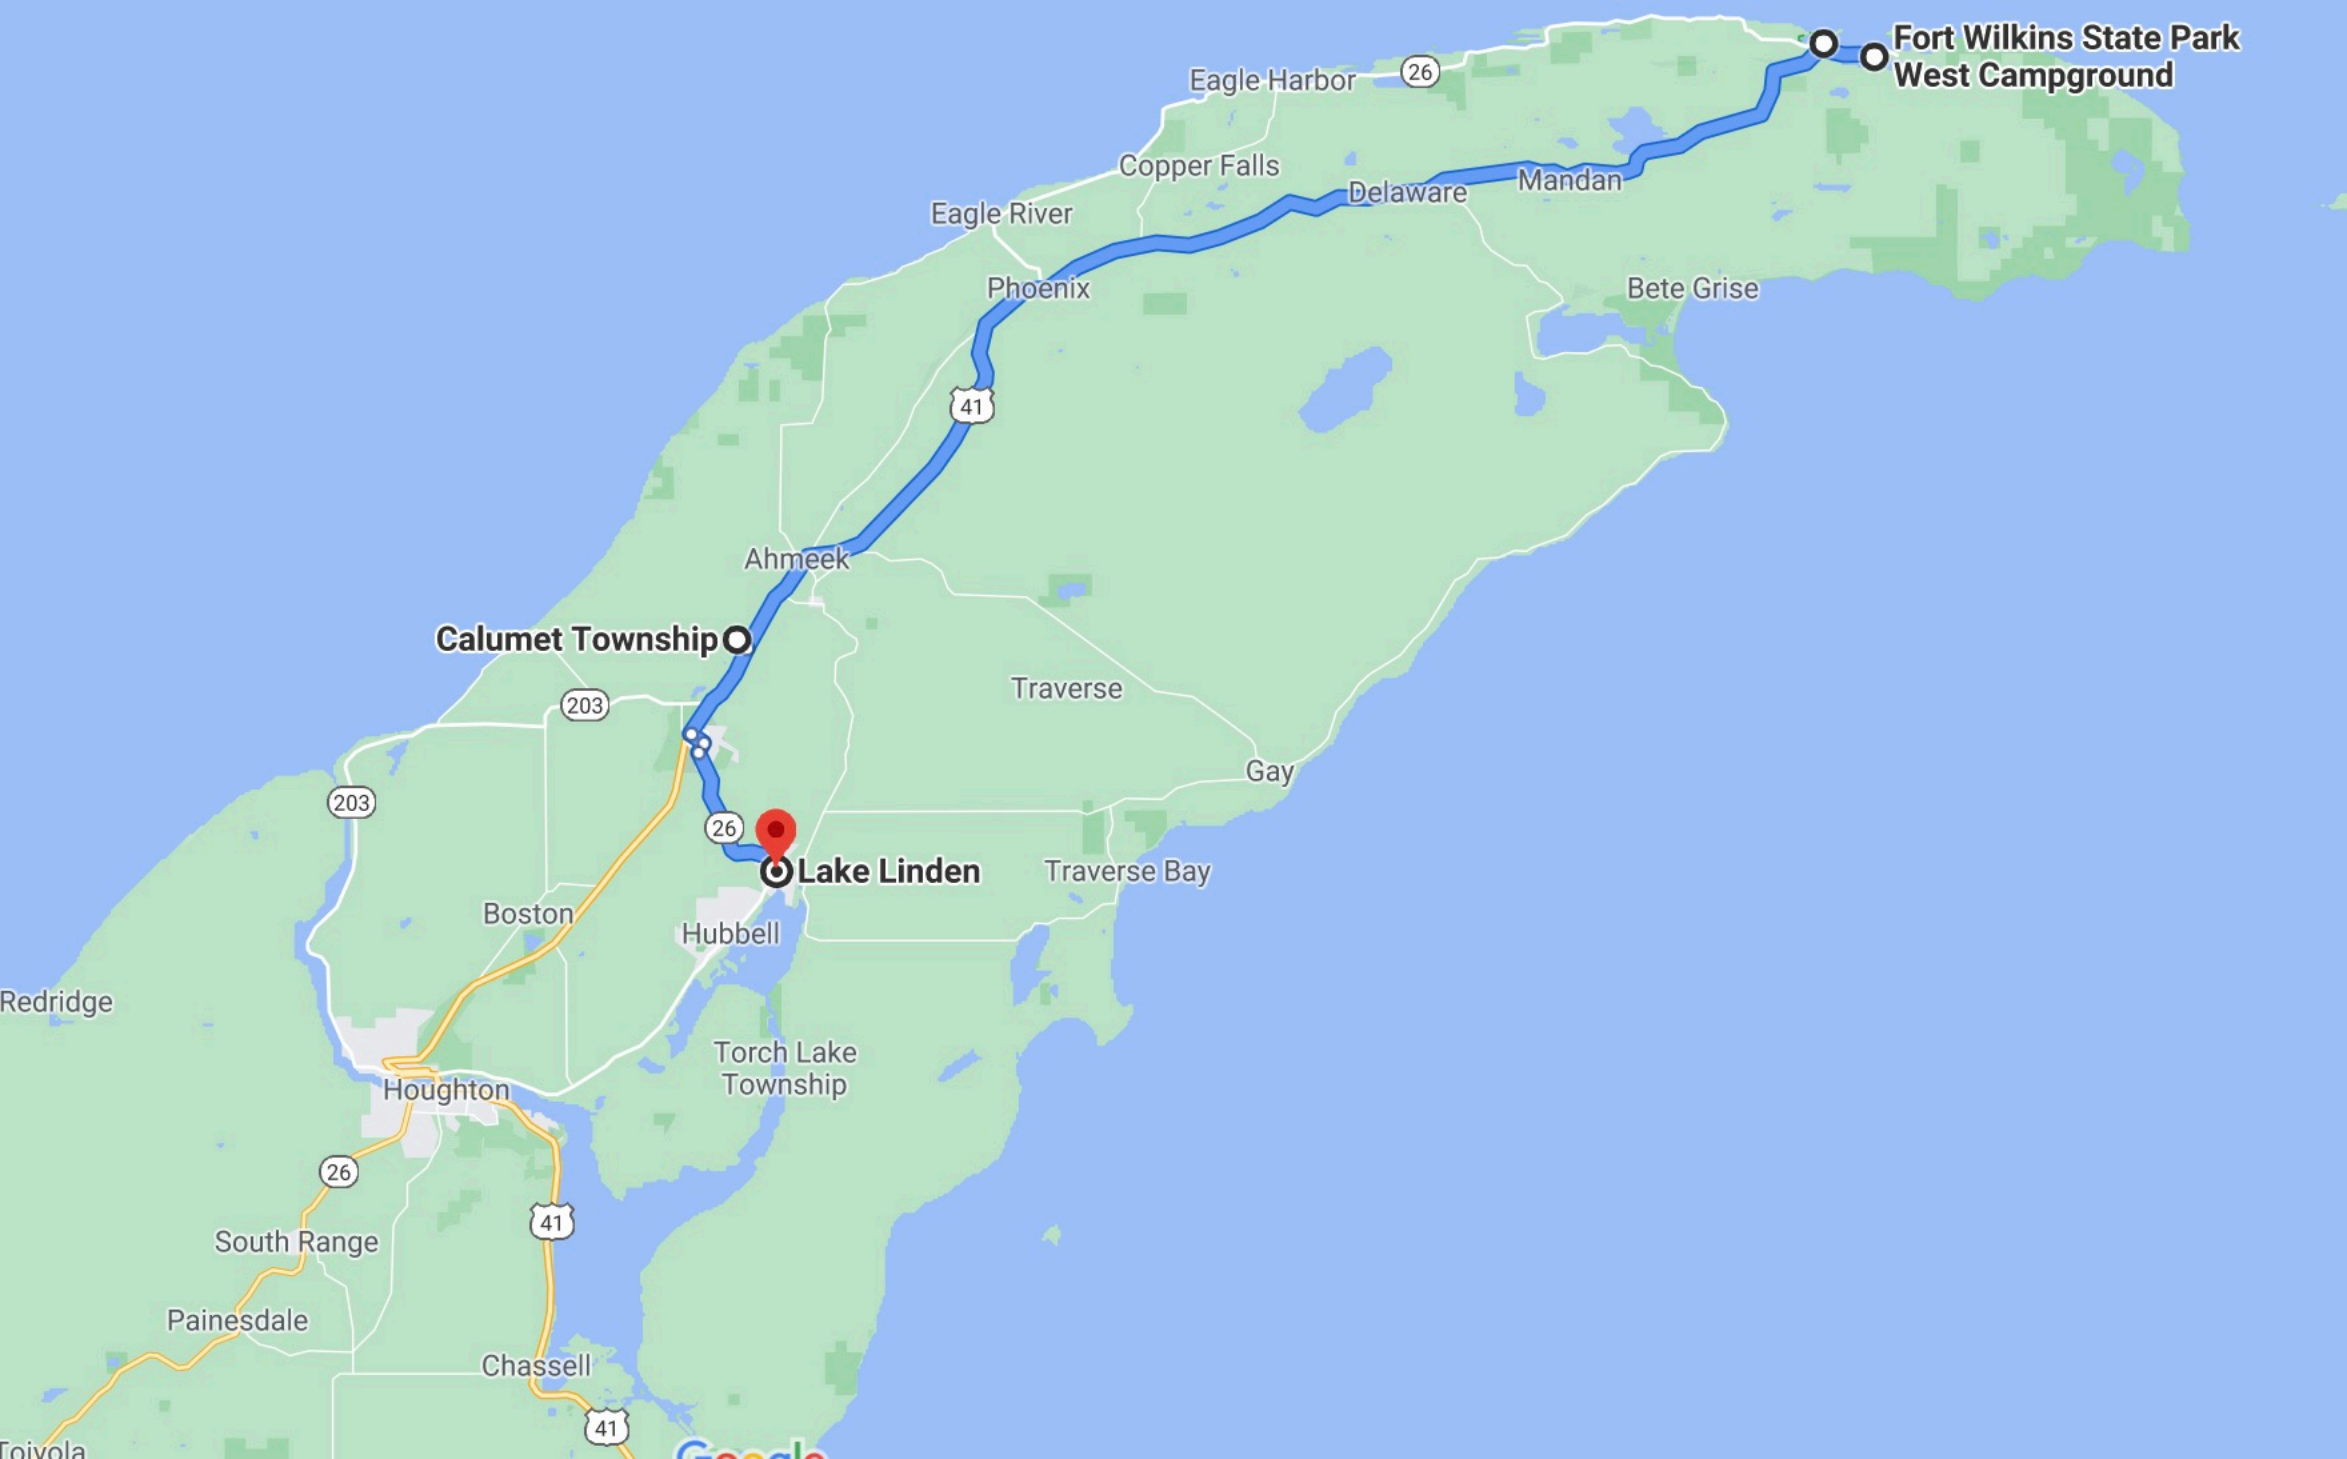 Fort Wilkins State Park
West Campground
26
Eagle Harbor
Copper Falls
Delaware
Mandan
Eagle River
Phoenix
Bete Grise
41
Ahmeek
Calumet Township
203
Traverse
Gay
203
26
Lake Linden
Traverse Bay
Boston
Hubbell
Redridge
Torch Lake
Township
Houghton
26
41
South Range
Painesdale
Chassell
41
Toivola
Google